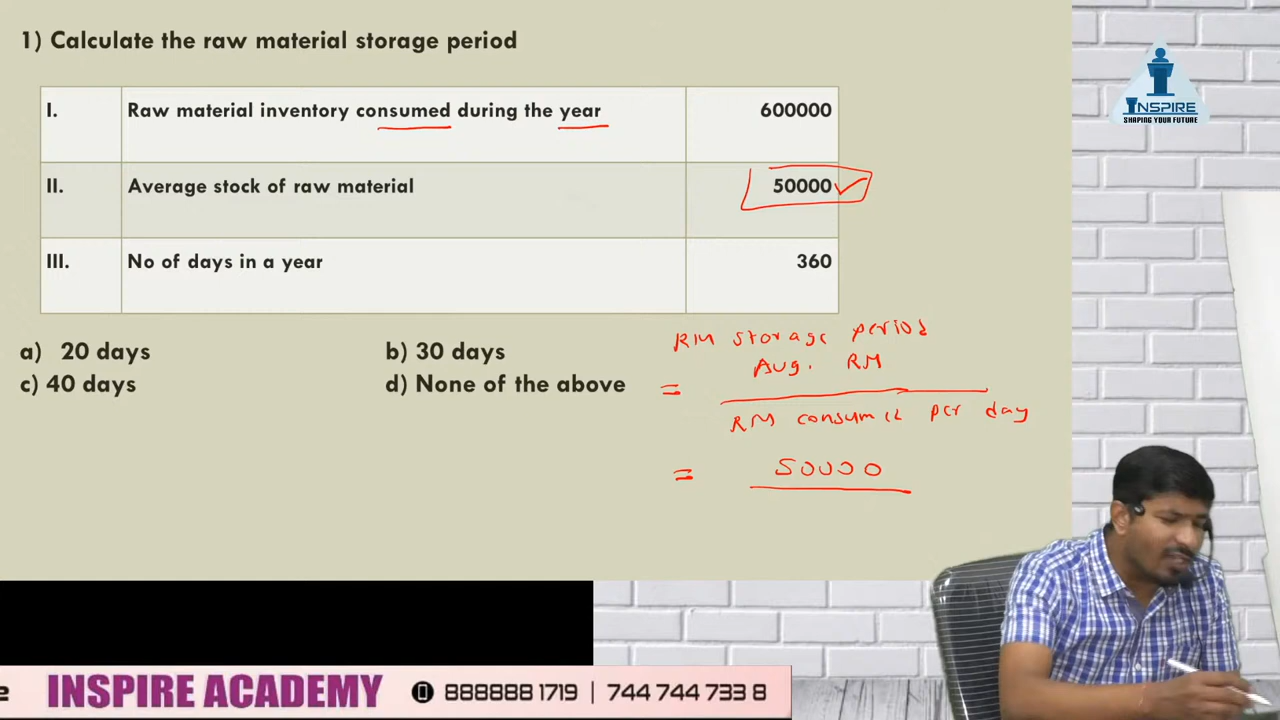 1) Calculate the raw material storage period
I. Raw material inventory consumed during the year 600000
II. Average stock of raw material 50000
III. No of days in a year 360
a) 20 days b) 30 days
c) 40 days d) None of the above
RM storage period
= Avg. RM
RM consumed per day
= 50000
INSPIRE
SHAPING YOUR FUTURE
e INSPIRE ACADEMY 888888 1719 | 744 744 733 8